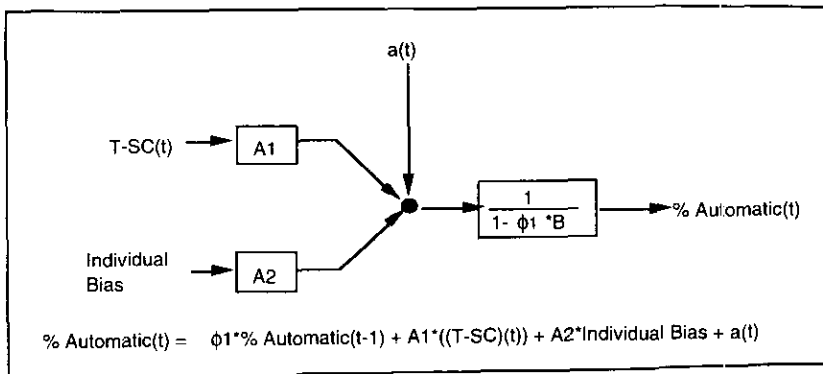 a(t)
T-SC(t)
A1
1
1- ϕ1 *B
% Automatic(t)
Individual
Bias
A2
% Automatic(t) = ϕ1*% Automatic(t-1) + A1*((T-SC)(t)) + A2*Individual Bias + a(t)